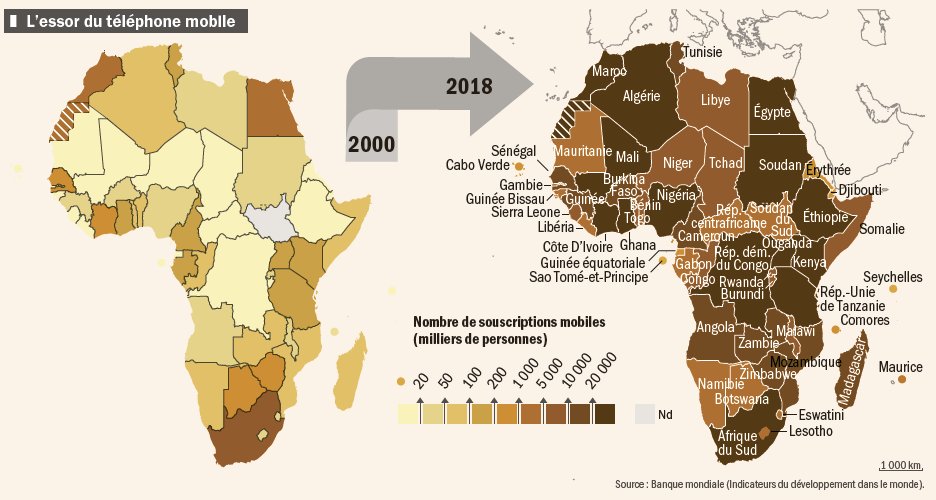 L'essor du téléphone mobile
2000
2018
Tunisie
Maroc
Algérie
Libye
Égypte
Mauritanie
Mali
Niger
Tchad
Soudan
Érythrée
Sénégal
Cabo Verde
Gambie
Guinée Bissau
Sierra Leone
Libéria
Guinée
Burkina
Faso
Bénin
Togo
Nigéria
Djibouti
Éthiopie
Somalie
Rép.
centrafricaine
Soudan
du
Sud
Cameroun
Côte D'Ivoire
Ghana
Guinée équatoriale
Sao Tomé-et-Principe
Gabon
Congo
Rép. dém.
du Congo
Ouganda
Kenya
Rwanda
Burundi
Seychelles
Rép.-Unie
de Tanzanie
Comores
Angola
Zambie
Malawi
Mozambique
Zimbabwe
Madagascar
Maurice
Namibie
Botswana
Eswatini
Lesotho
Afrique
du Sud
Nombre de souscriptions mobiles
(milliers de personnes)
20
50
100
200
1 000
5 000
10 000
20 000
Nd
1 000 km
Source : Banque mondiale (Indicateurs du développement dans le monde).